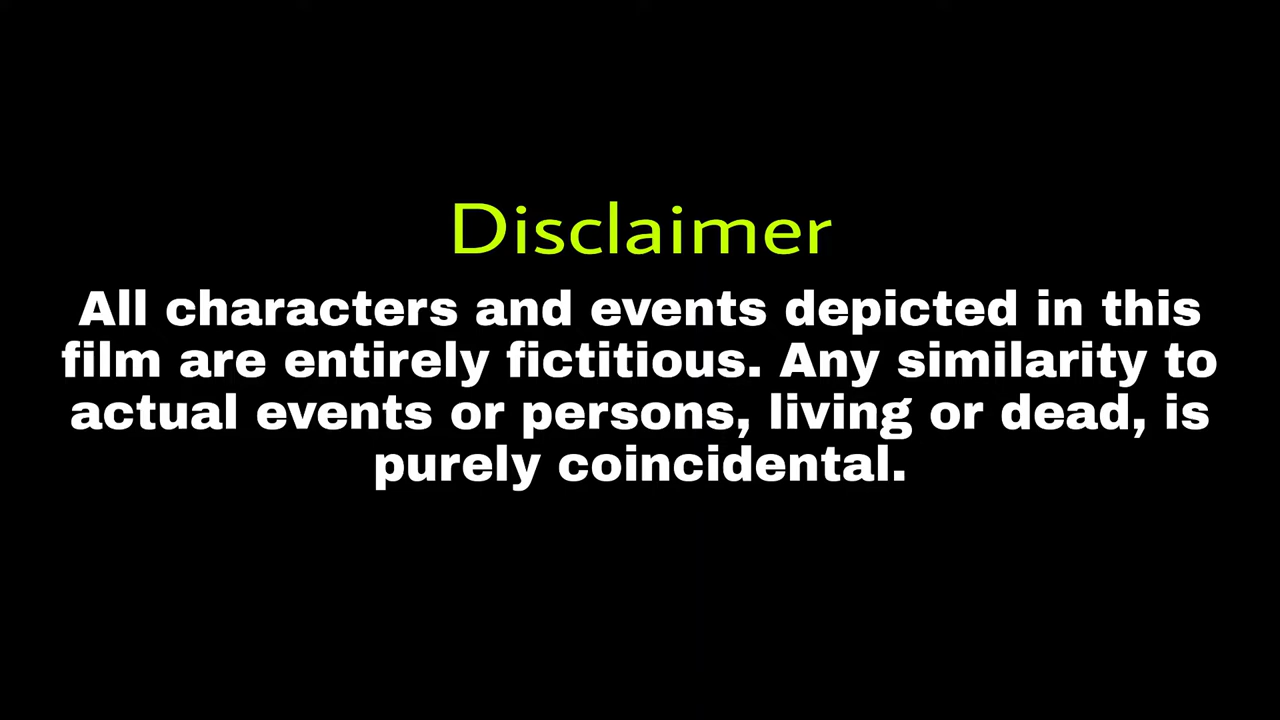 Disclaimer
All characters and events depicted in this
film are entirely fictitious. Any similarity to
actual events or persons, living or dead, is
purely coincidental.